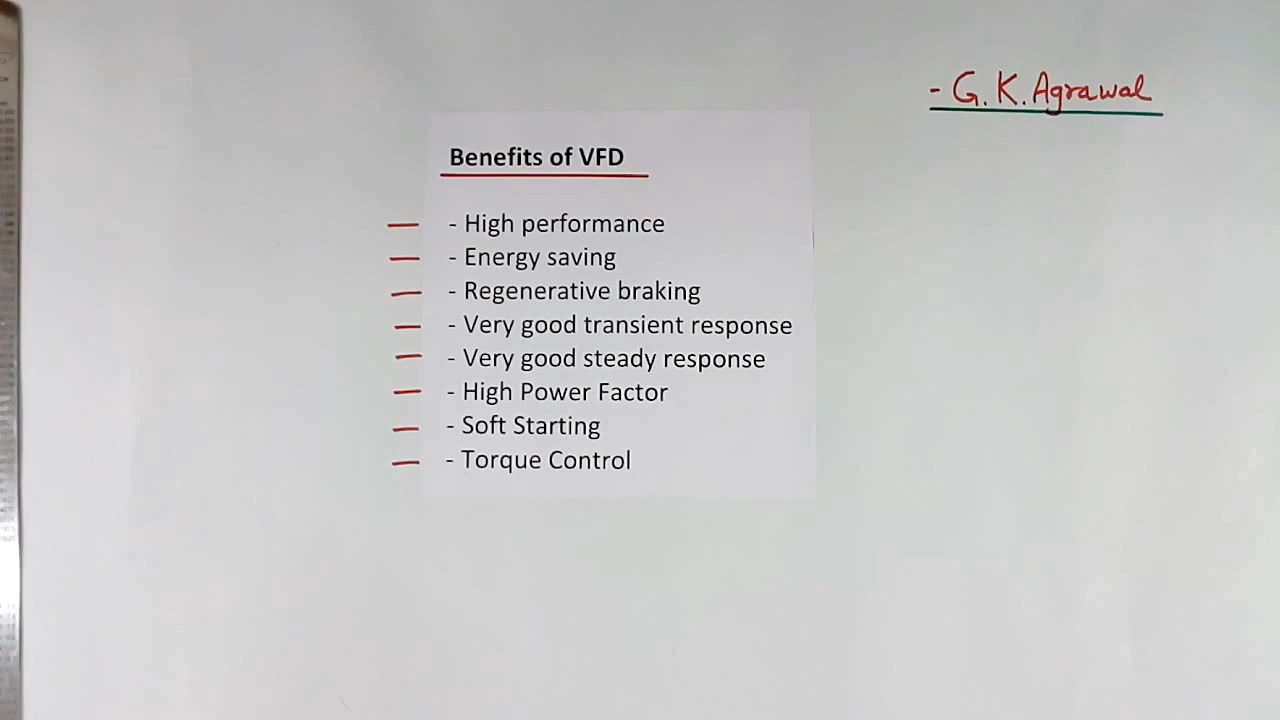 - G. K. Agrawal
Benefits of VFD
- High performance
- Energy saving
- Regenerative braking
- Very good transient response
- Very good steady response
- High Power Factor
- Soft Starting
- Torque Control